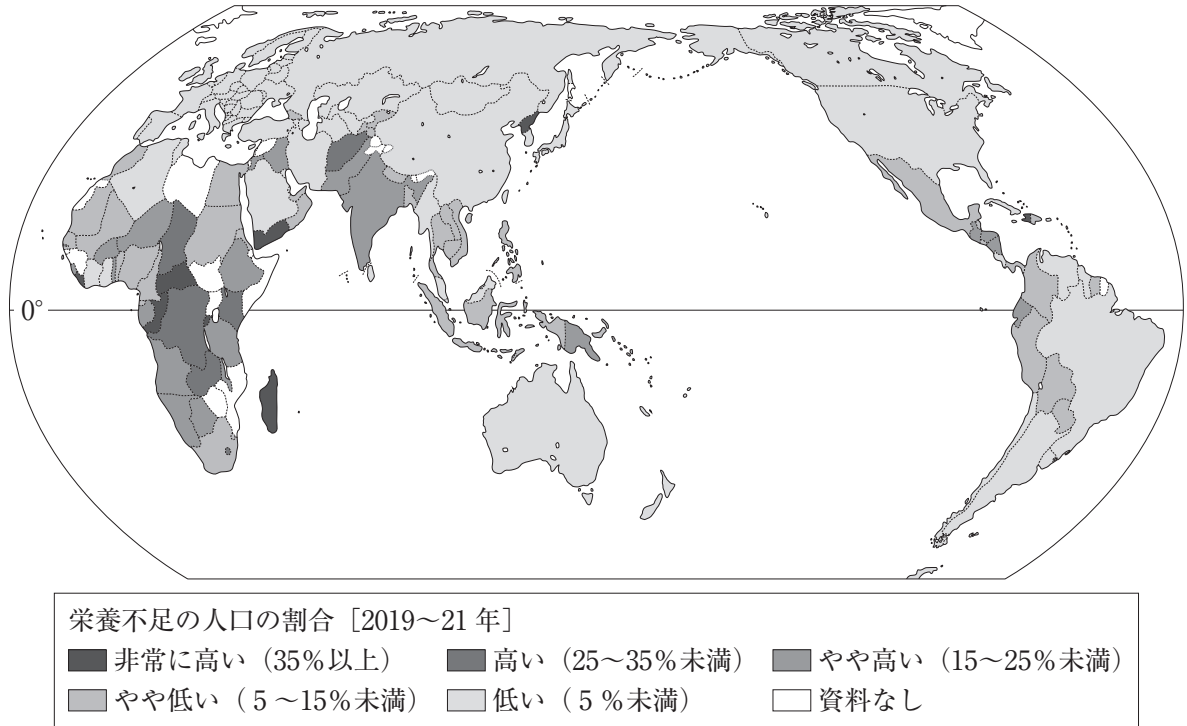 0°
栄養不足の人口の割合［2019～21 年］
非常に高い（35％以上） 高い（25～35％未満） やや高い（15～25％未満）
やや低い（5～15％未満） 低い（5％未満） 資料なし